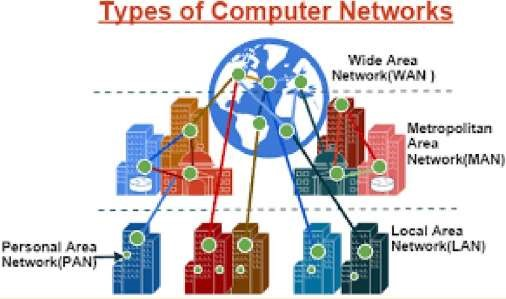 Types of Computer Networks
Wide Area
Network(WAN )
Metropolitan
Area
Network(MAN)
Local Area
Network(LAN)
Personal Area
Network(PAN)